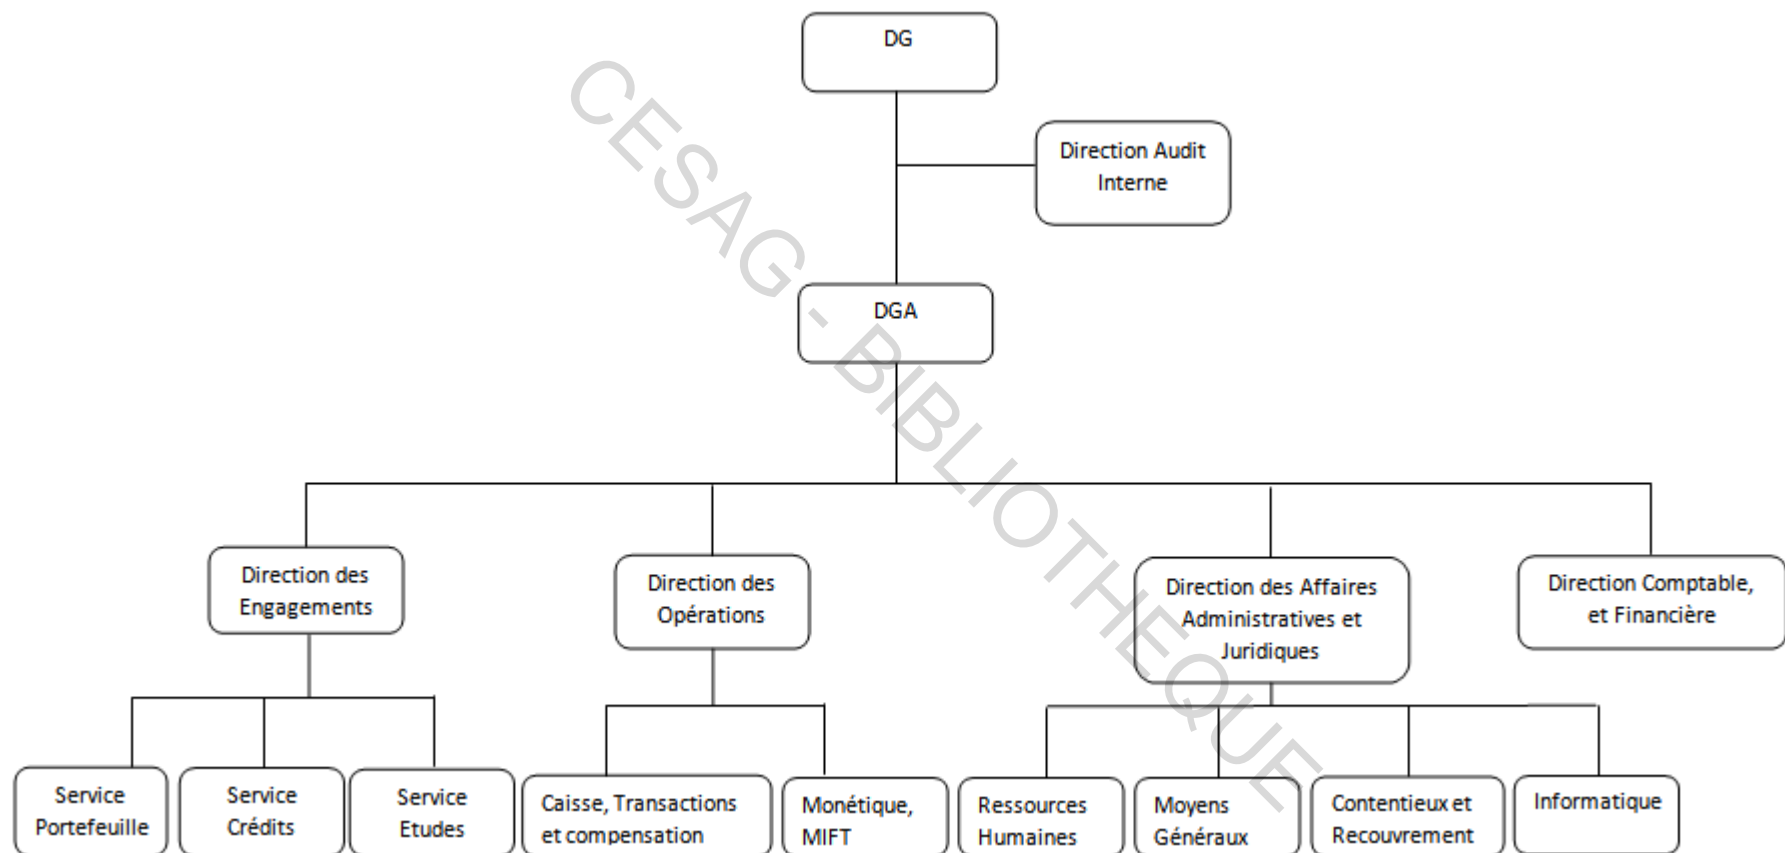 DG
Direction Audit
Interne
DGA
Direction des
Engagements
Direction des
Opérations
Direction des Affaires
Administratives et
Juridiques
Direction Comptable,
et Financière
Service
Portefeuille
Service
Crédits
Service
Etudes
Caisse, Transactions
et compensation
Monétique,
MIFT
Ressources
Humaines
Moyens
Généraux
Contentieux et
Recouvrement
Informatique
CESAG - BIBLIOTHEQUE